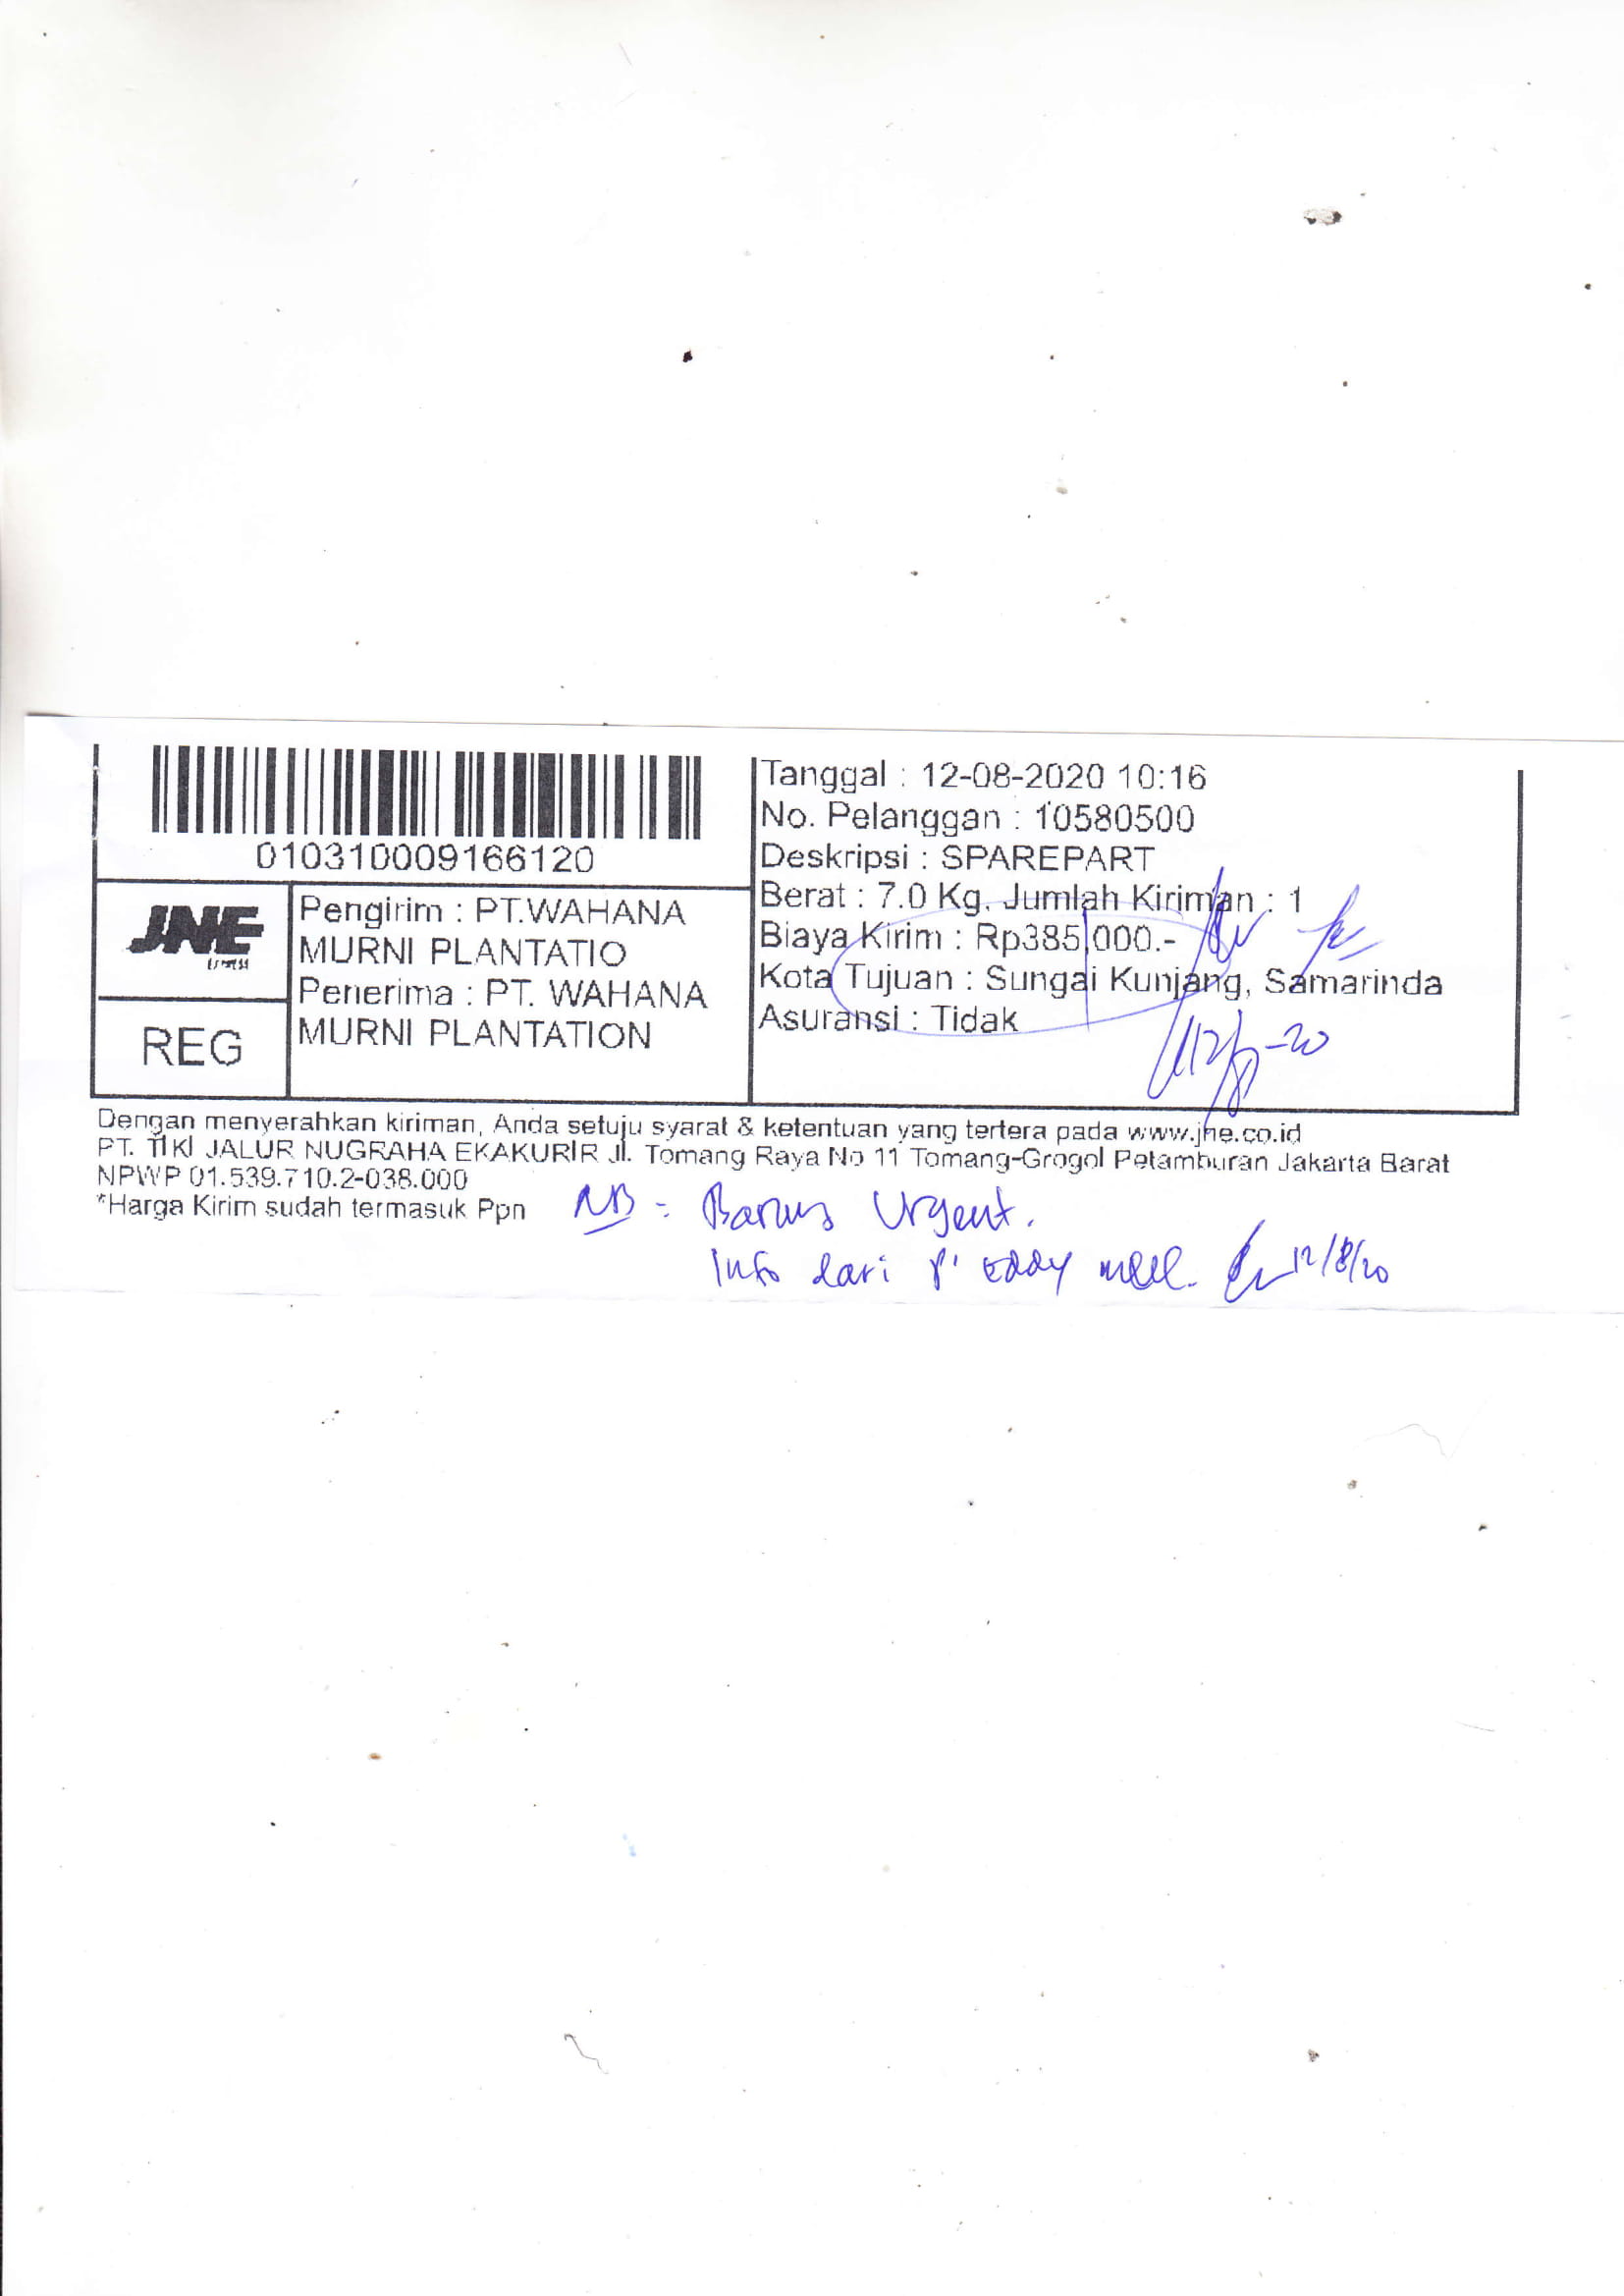 010310009166120
JNE
EXPRESS
REG
Pengirim : PT.WAHANA
MURNI PLANTATIO
Penerima : PT. WAHANA
MURNI PLANTATION
Tanggal : 12-08-2020 10:16
No. Pelanggan : 10580500
Deskripsi : SPAREPART
Berat : 7.0 Kg, Jumlah Kiriman : 1
Biaya Kirim : Rp385,000.-
Kota Tujuan : Sungai Kunjang, Samarinda
Asuransi : Tidak
12/8-20
Dengan menyerahkan kiriman, Anda setuju syarat & ketentuan yang tertera pada www.jne.co.id
PT. TIKI JALUR NUGRAHA EKAKURIR Jl. Tomang Raya No 11 Tomang-Grogol Petamburan Jakarta Barat
NPWP 01.539.710.2-038.000
*Harga Kirim sudah termasuk Ppn
NB = Urgent.
Info dari P' Eddy 12/8/20